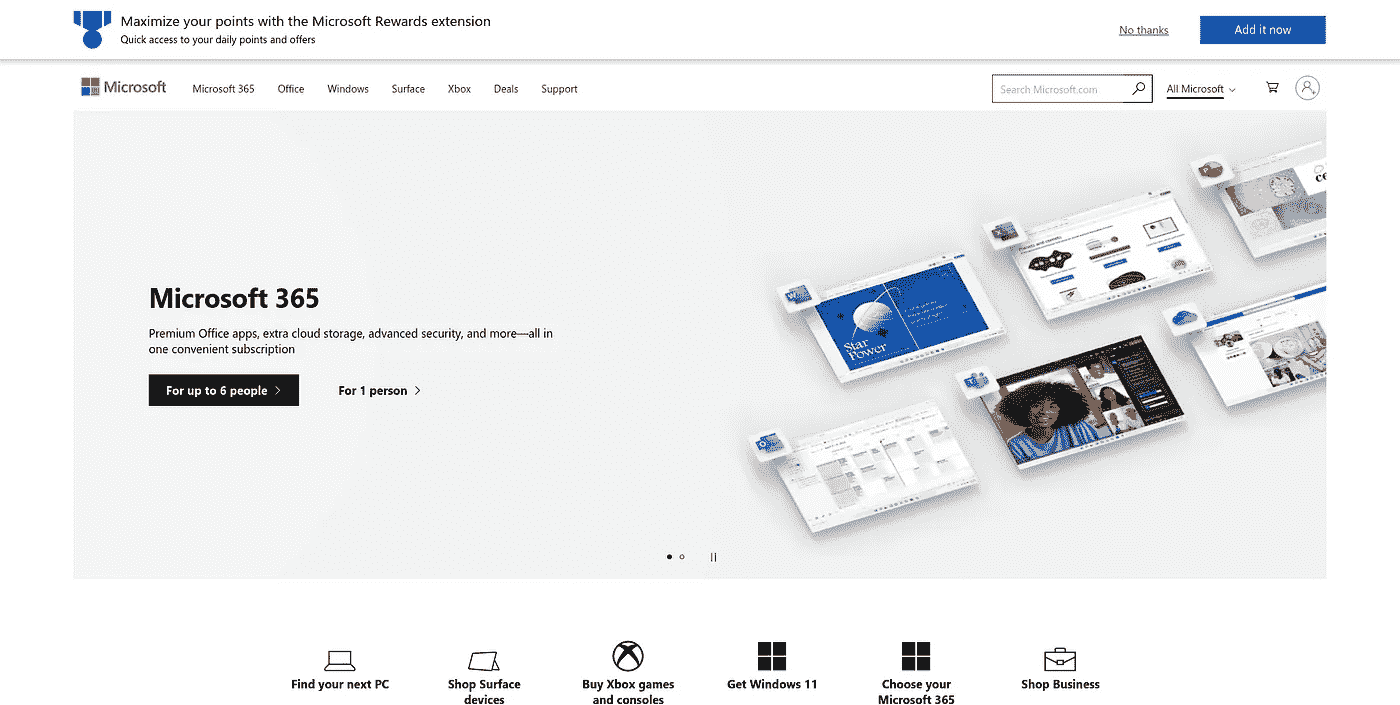 Maximize your points with the Microsoft Rewards extension
Quick access to your daily points and offers
No thanks
Add it now
Microsoft
Microsoft 365
Office
Windows
Surface
Xbox
Deals
Support
Search Microsoft.com
All Microsoft
Microsoft 365
Premium Office apps, extra cloud storage, advanced security, and more—all in
one convenient subscription
For up to 6 people
For 1 person
Star
Power
Find your next PC
Shop Surface
devices
Buy Xbox games
and consoles
Get Windows 11
Choose your
Microsoft 365
Shop Business